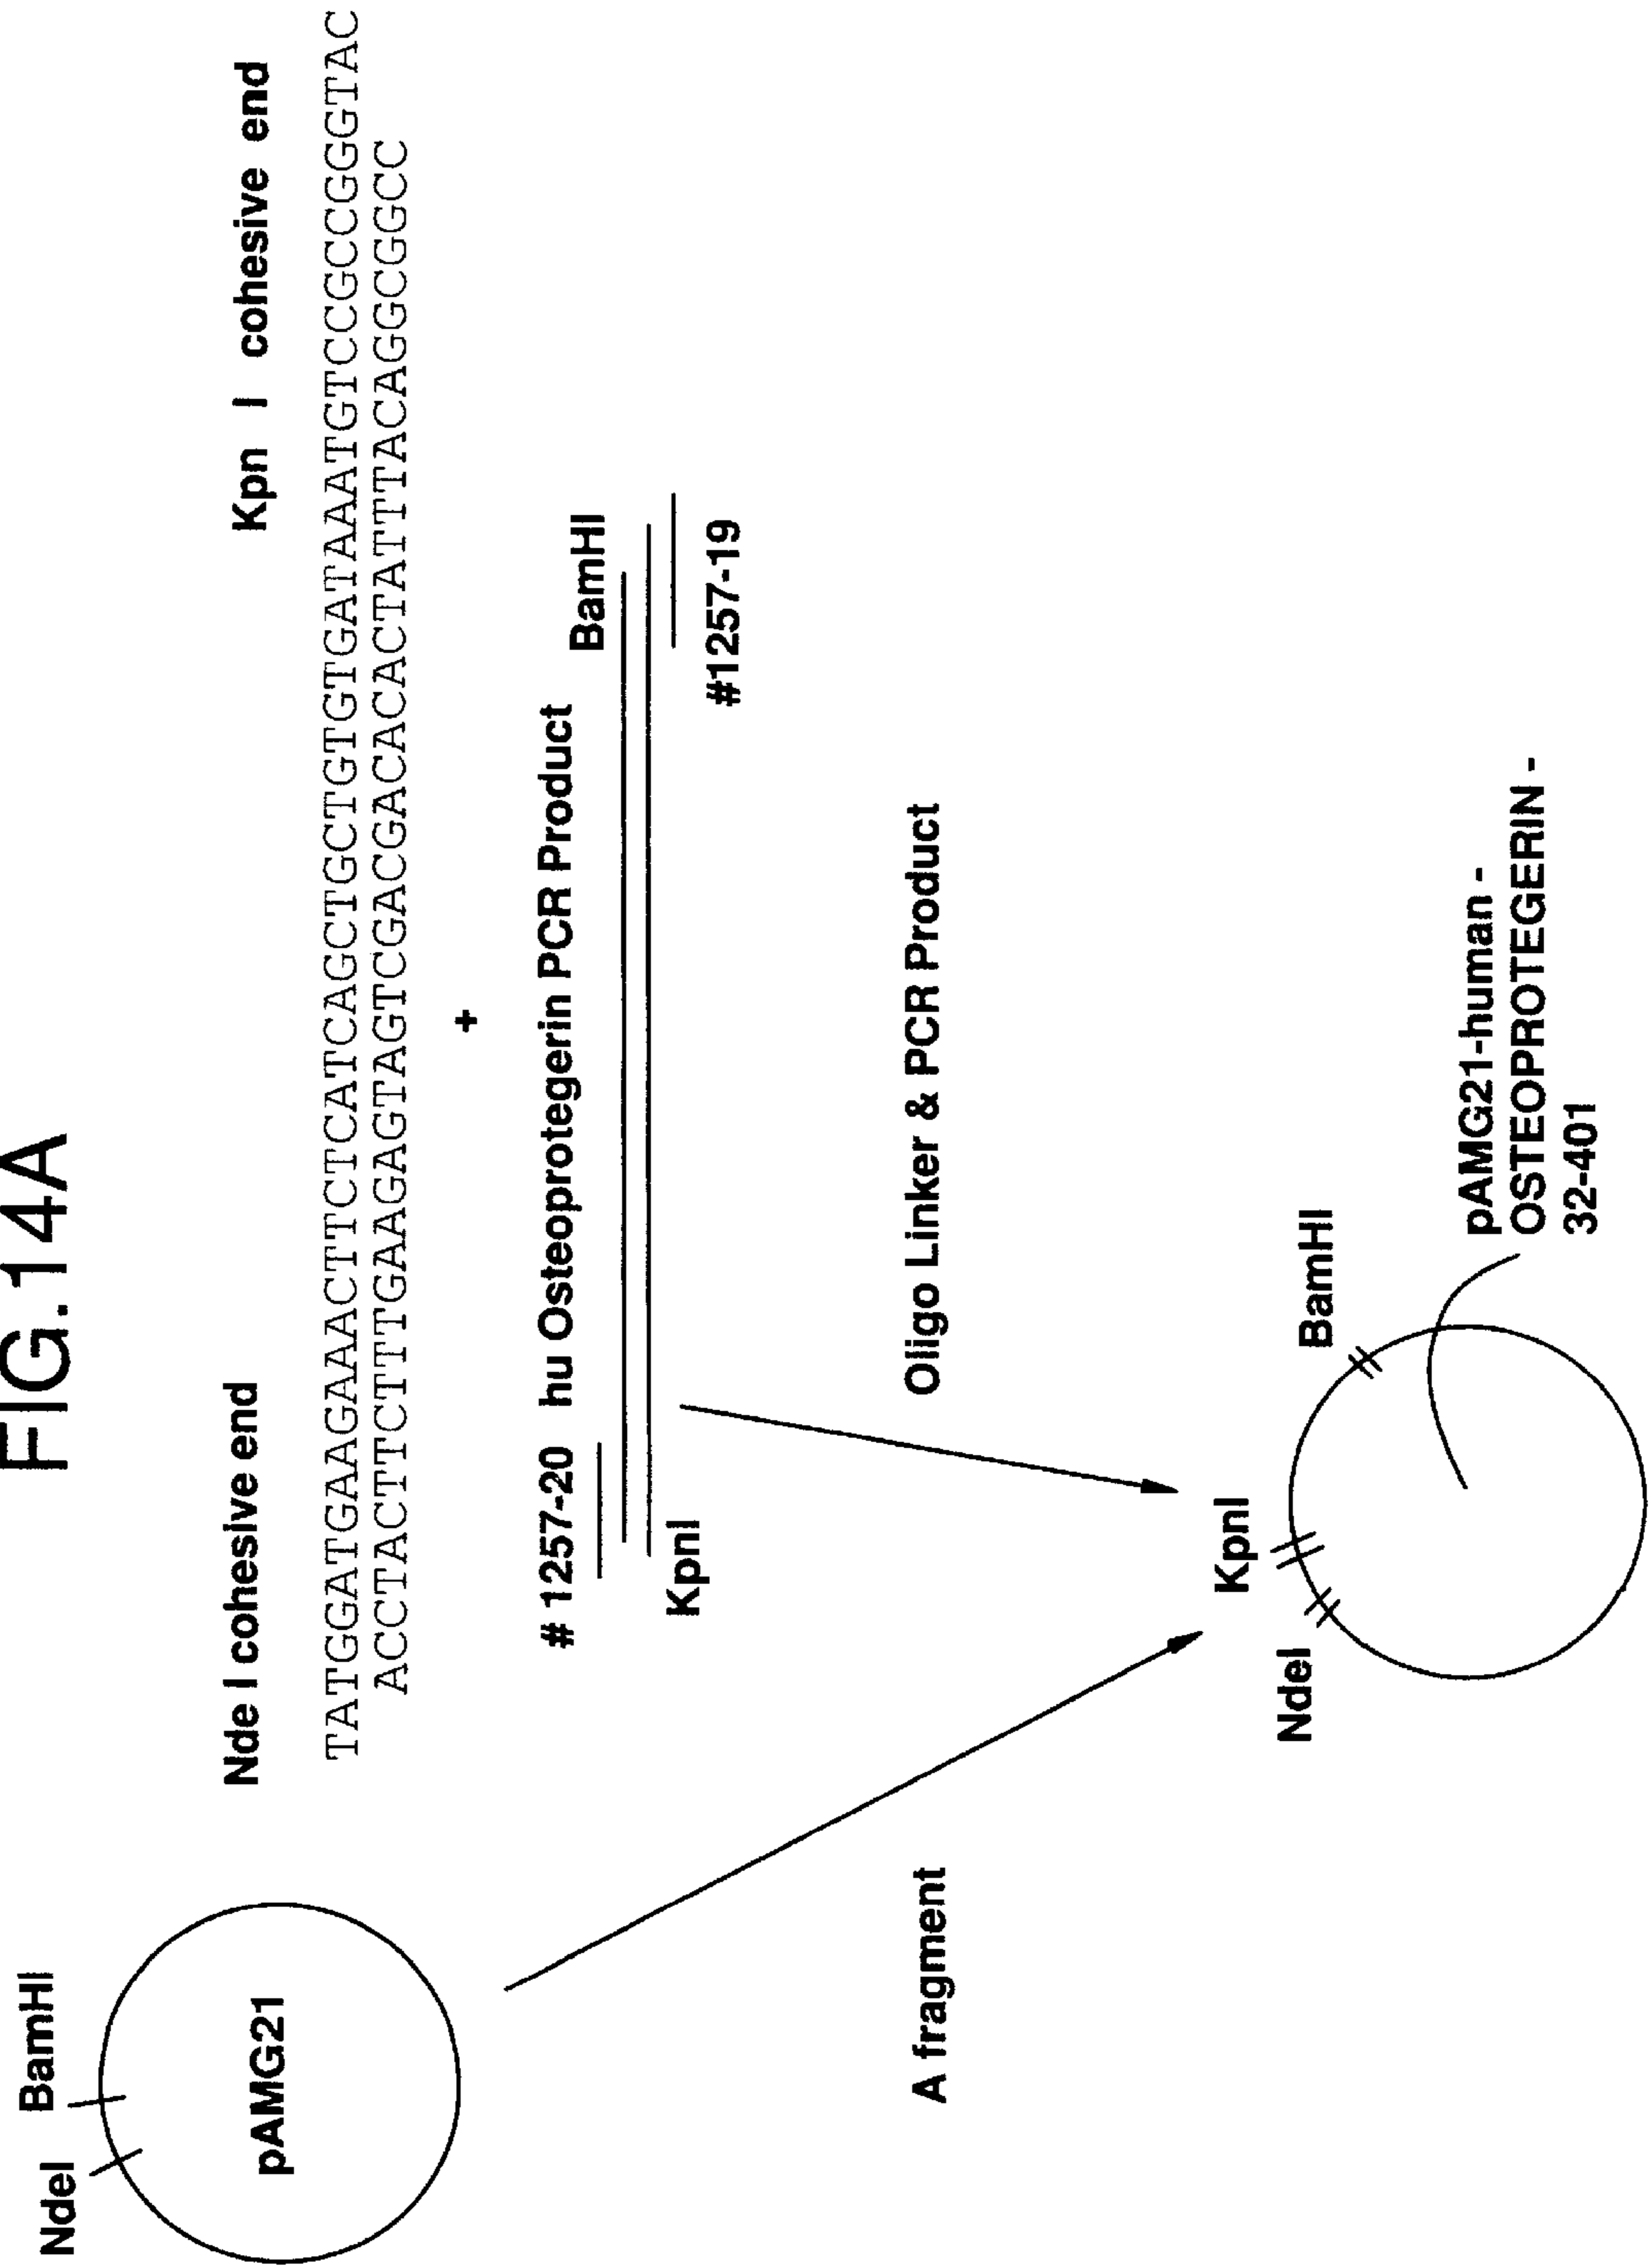 FIG.14A
NdeI BamHI
pAMG21
Nde I cohesive end
Kpn I cohesive end
TATGGATGAAGAAACTTCTCATCAGCTGCTGTGTGATAAATGTCCGCCGGGTAC
ACCTACTTCTTTGAAGAGTAGTCGACGACACACTATTTACAGGCGGCC
+
# 1257-20 hu Osteoprotegerin PCR Product
BamHI
KpnI
#1257-19
A fragment
Oligo Linker & PCR Product
KpnI
NdeI
BamHI
pAMG21-human -
OSTEOPROTEGERIN -
32-401